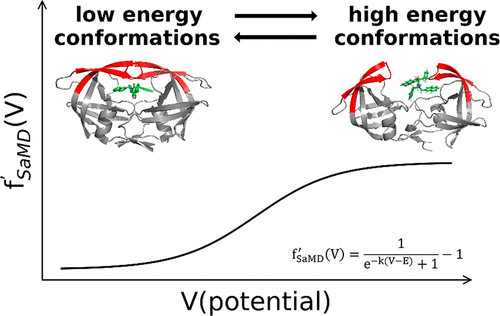 low energy
conformations
high energy
conformations
f′SaMD(V)
f′SaMD(V) = 1/(e^−k(V−E) + 1) − 1
V(potential)